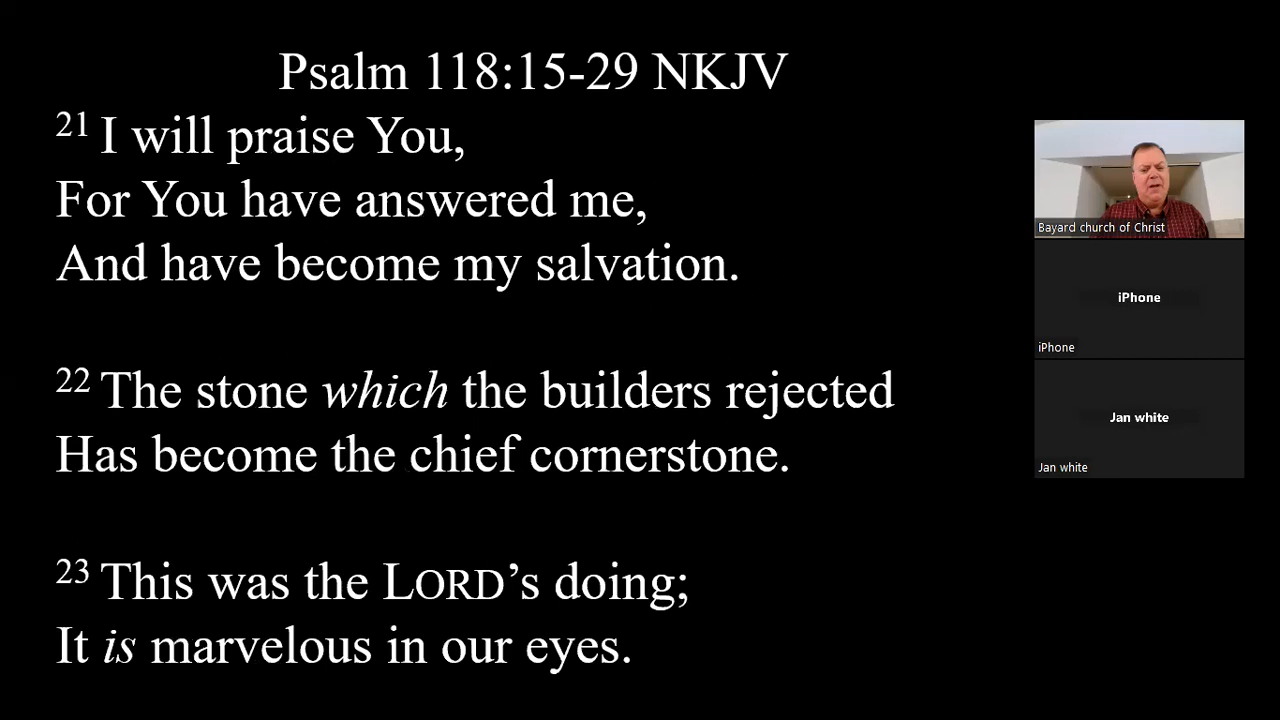 Psalm 118:15-29 NKJV
21 I will praise You,
For You have answered me,
And have become my salvation.
22 The stone which the builders rejected
Has become the chief cornerstone.
23 This was the LORD’s doing;
It is marvelous in our eyes.
Bayard church of Christ
iPhone
iPhone
Jan white
Jan white